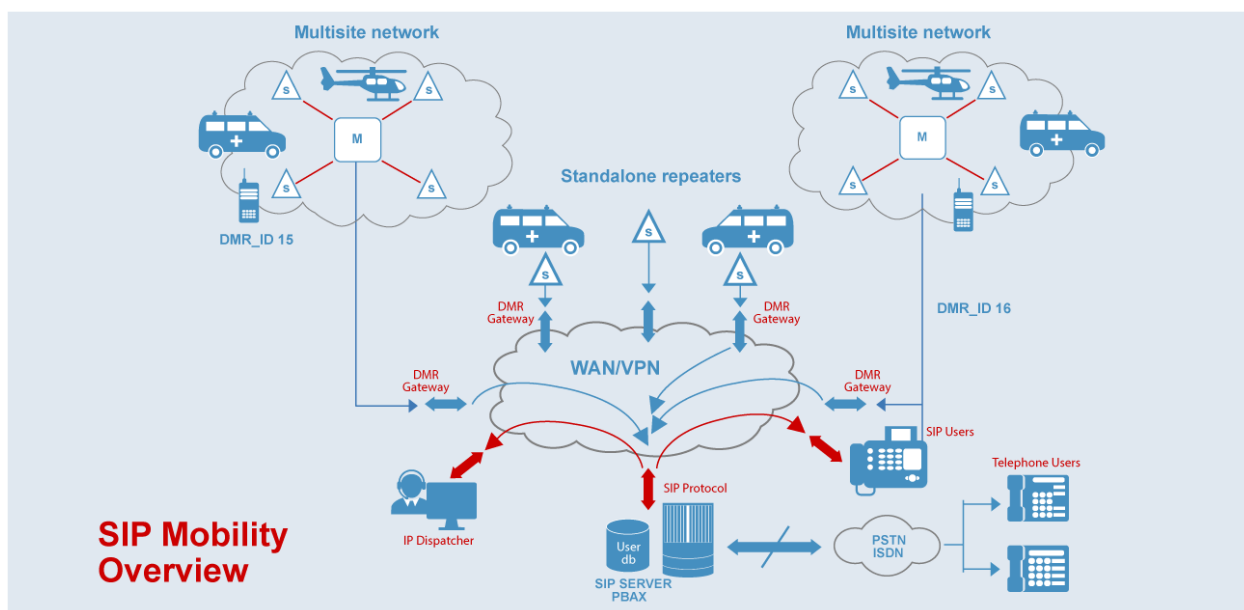 Multisite network
Multisite network
S
S
S
S
M
M
S
S
S
S
Standalone repeaters
DMR_ID 15
S
S
S
DMR
Gateway
DMR
Gateway
DMR_ID 16
WAN/VPN
DMR
Gateway
DMR
Gateway
SIP Users
Telephone Users
SIP Protocol
IP Dispatcher
User
db
PSTN
ISDN
SIP SERVER
PBAX
SIP Mobility
Overview